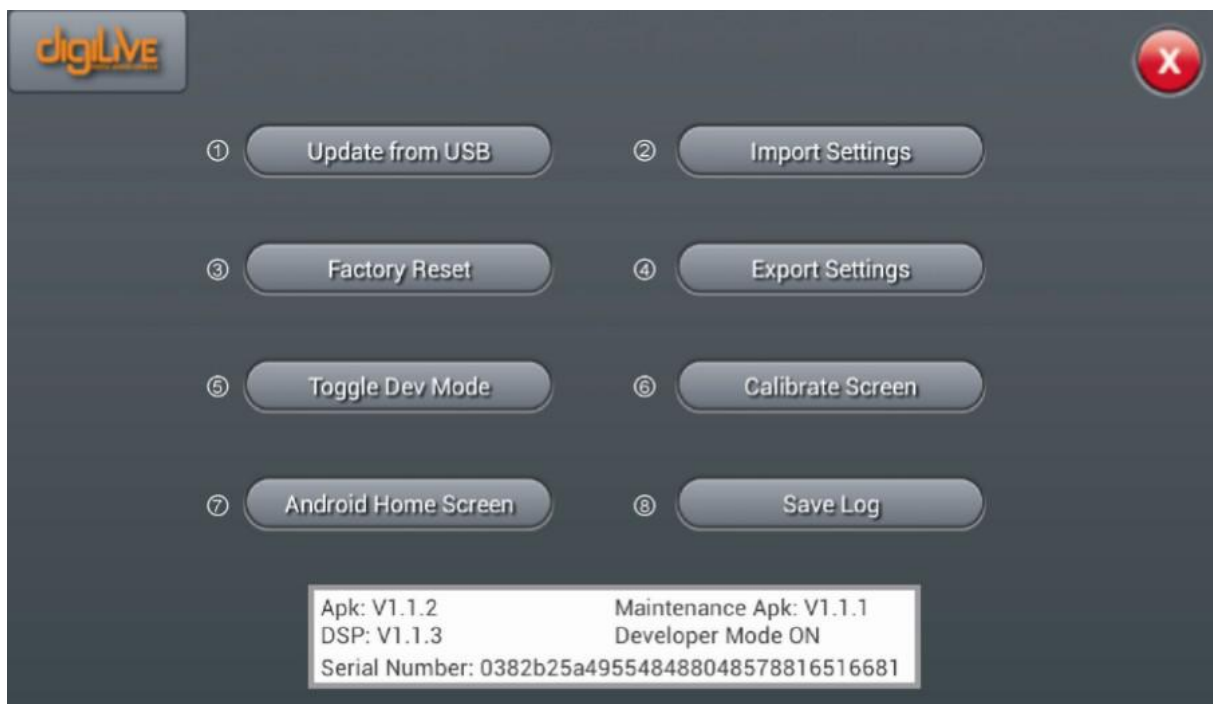 digiLiVE
X
① Update from USB ② Import Settings
③ Factory Reset ④ Export Settings
⑤ Toggle Dev Mode ⑥ Calibrate Screen
⑦ Android Home Screen ⑧ Save Log
Apk: V1.1.2 Maintenance Apk: V1.1.1
DSP: V1.1.3 Developer Mode ON
Serial Number: 0382b25a4955484880485788 16516681